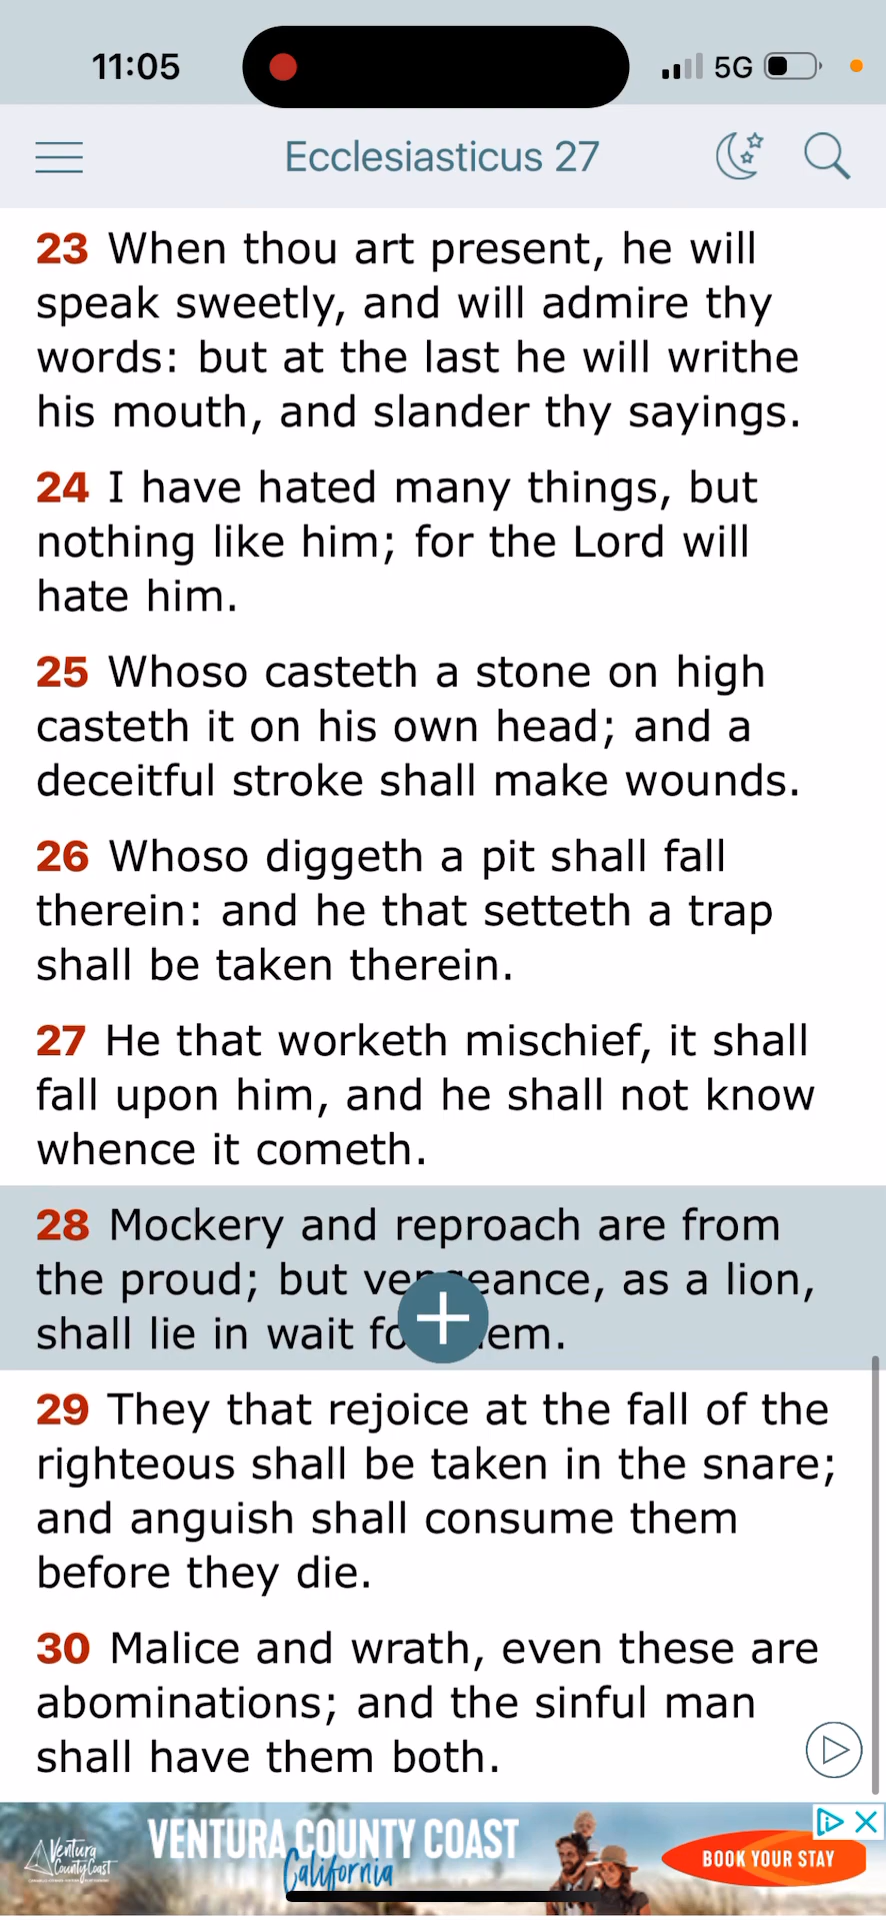 11:05
5G
Ecclesiasticus 27
23 When thou art present, he will
speak sweetly, and will admire thy
words: but at the last he will writhe
his mouth, and slander thy sayings.
24 I have hated many things, but
nothing like him; for the Lord will
hate him.
25 Whoso casteth a stone on high
casteth it on his own head; and a
deceitful stroke shall make wounds.
26 Whoso diggeth a pit shall fall
therein: and he that setteth a trap
shall be taken therein.
27 He that worketh mischief, it shall
fall upon him, and he shall not know
whence it cometh.
28 Mockery and reproach are from
the proud; but vengeance, as a lion,
shall lie in wait for them.
29 They that rejoice at the fall of the
righteous shall be taken in the snare;
and anguish shall consume them
before they die.
30 Malice and wrath, even these are
abominations; and the sinful man
shall have them both.
Ventura
County Coast
VENTURA COUNTY COAST
California
BOOK YOUR STAY